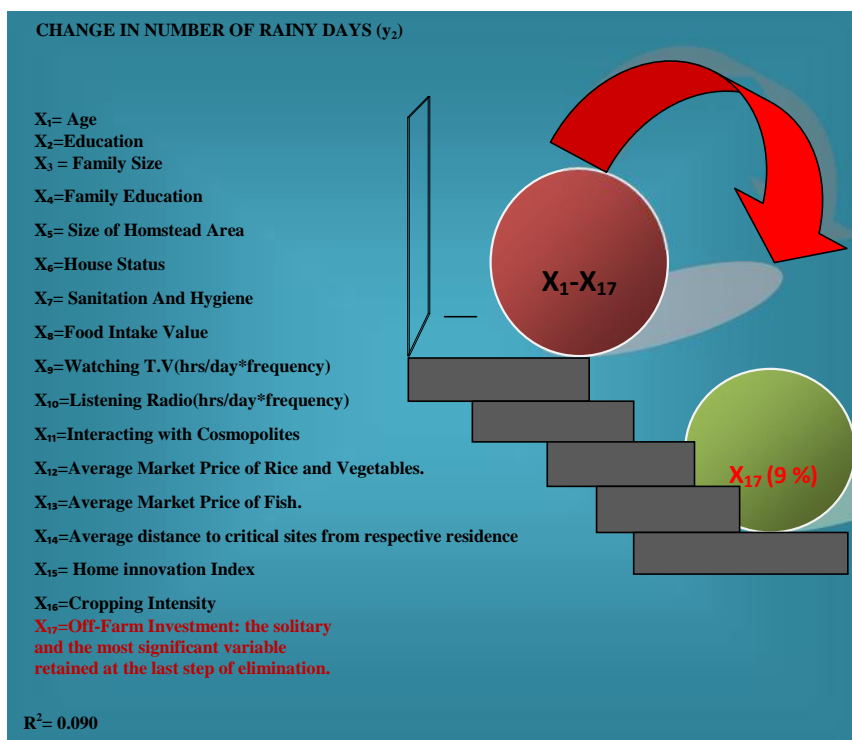 CHANGE IN NUMBER OF RAINY DAYS (y₂)
X₁= Age
X₂=Education
X₃ = Family Size
X₄=Family Education
X₅= Size of Homstead Area
X₆=House Status
X₇= Sanitation And Hygiene
X₈=Food Intake Value
X₉=Watching T.V(hrs/day*frequency)
X₁₀=Listening Radio(hrs/day*frequency)
X₁₁=Interacting with Cosmopolites
X₁₂=Average Market Price of Rice and Vegetables.
X₁₃=Average Market Price of Fish.
X₁₄=Average distance to critical sites from respective residence
X₁₅= Home innovation Index
X₁₆=Cropping Intensity
X₁₇=Off-Farm Investment: the solitary
and the most significant variable
retained at the last step of elimination.
R²= 0.090
X₁-X₁₇
X₁₇ (9 %)